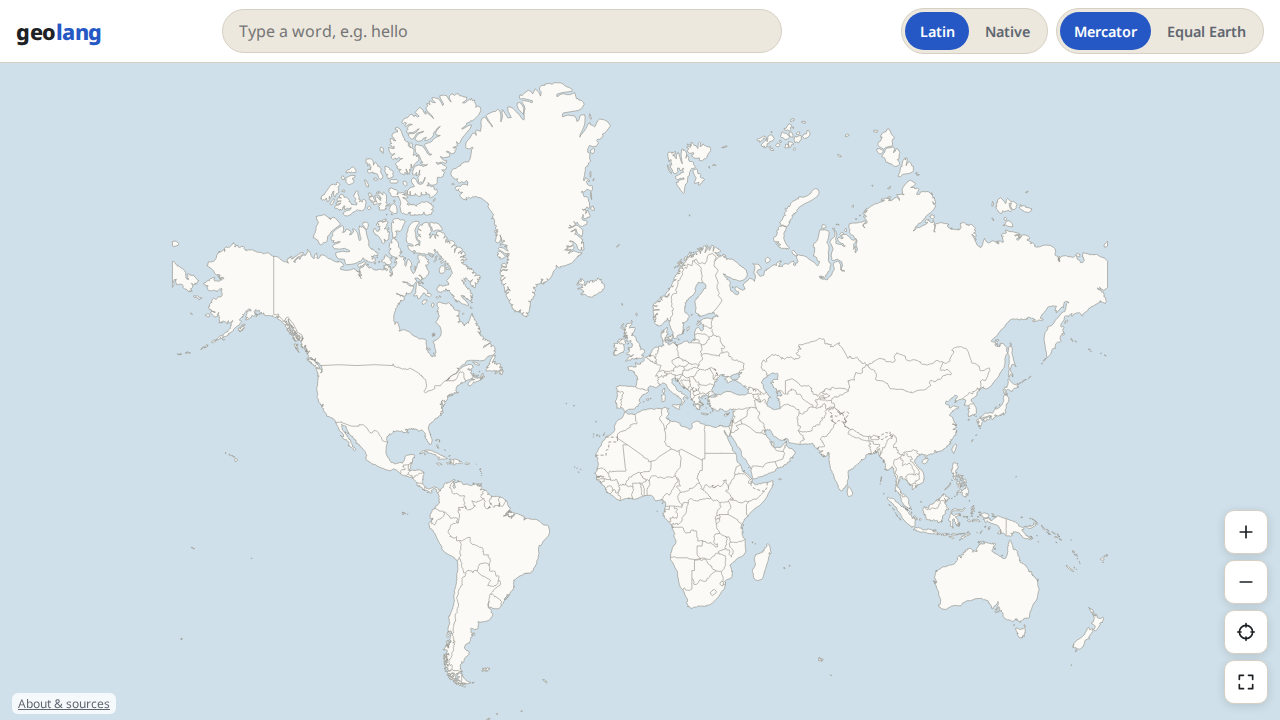 geolang
Type a word, e.g. hello
Latin
Native
Mercator
Equal Earth
About & sources